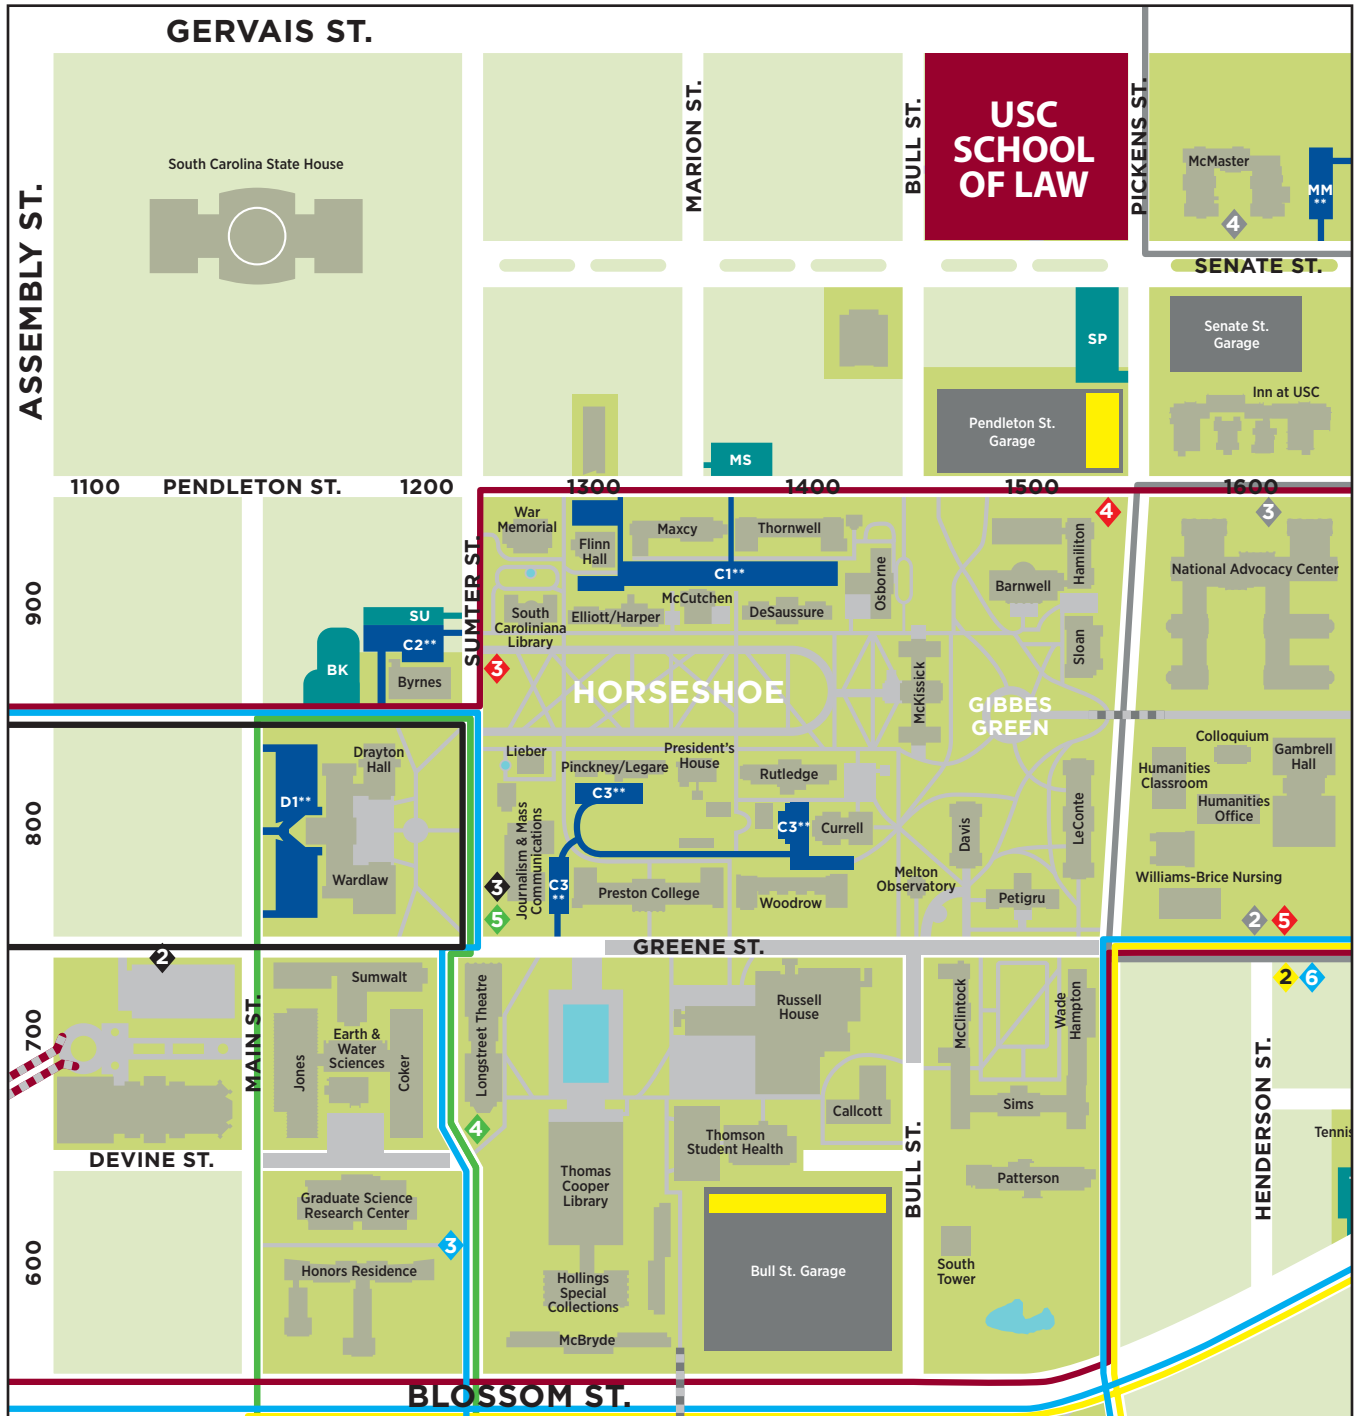 GERVAIS ST.
USC
SCHOOL
OF LAW
MARION ST.
BULL ST.
PICKENS ST.
McMaster
MM
**
4
South Carolina State House
ASSEMBLY ST.
SENATE ST.
SP
Senate St.
Garage
Inn at USC
Pendleton St.
Garage
MS
1100
PENDLETON ST.
1200
1300
1400
1500
1600
War
Memorial
Flinn
Hall
Maxcy
Thornwell
4
3
Hamiliton
National Advocacy Center
C1**
Osborne
Barnwell
900
SUMTER ST.
SU
C2**
BK
Byrnes
South
Caroliniana
Library
Elliott/Harper
McCutchen
DeSaussure
Sloan
3
HORSESHOE
McKissick
GIBBES
GREEN
Drayton
Hall
Lieber
Pinckney/Legare
President's
House
Rutledge
Colloquium
Gambrell
Hall
Humanities
Classroom
Humanities
Office
D1**
C3**
C3**
Currell
Davis
LeConte
800
Journalism & Mass
Communications
Wardlaw
3
5
C3
**
Preston College
Woodrow
Melton
Observatory
Petigru
Williams-Brice Nursing
2
5
GREENE ST.
2
Sumwalt
2
6
MAIN ST.
700
Jones
Earth &
Water
Sciences
Coker
Longstreet Theatre
Russell
House
McClintock
Wade
Hampton
HENDERSON ST.
Sims
Callcott
4
Thomson
Student Health
BULL ST.
Tennis
DEVINE ST.
Thomas
Cooper
Library
Patterson
Graduate Science
Research Center
3
600
Honors Residence
Hollings
Special
Collections
Bull St. Garage
South
Tower
McBryde
BLOSSOM ST.